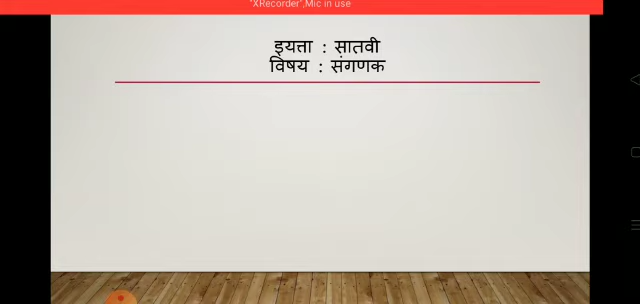 "XRecorder",Mic in use
इयत्ता : सातवी
विषय : संगणक